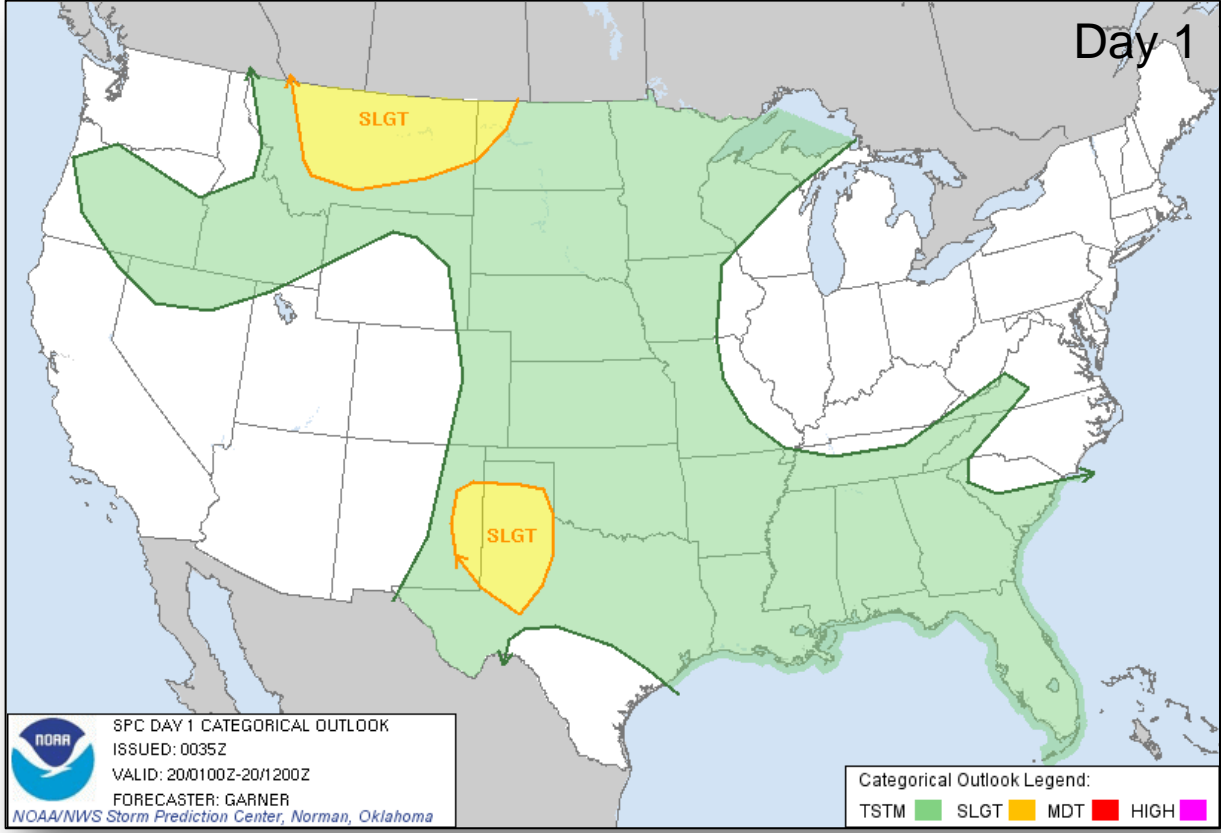 Day 1
SLGT
SLGT
NOAA
SPC DAY 1 CATEGORICAL OUTLOOK
ISSUED: 0035Z
VALID: 20/0100Z-20/1200Z
FORECASTER: GARNER
NOAA/NWS Storm Prediction Center, Norman, Oklahoma
Categorical Outlook Legend:
TSTM SLGT MDT HIGH